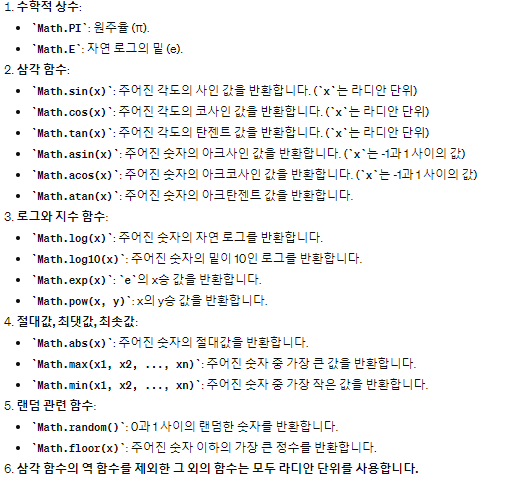 1. 수학적 상수:
• `Math.PI`: 원주율 (π).
• `Math.E`: 자연 로그의 밑 (e).
2. 삼각 함수:
• `Math.sin(x)`: 주어진 각도의 사인 값을 반환합니다. (`x`는 라디안 단위)
• `Math.cos(x)`: 주어진 각도의 코사인 값을 반환합니다. (`x`는 라디안 단위)
• `Math.tan(x)`: 주어진 각도의 탄젠트 값을 반환합니다. (`x`는 라디안 단위)
• `Math.asin(x)`: 주어진 숫자의 아크사인 값을 반환합니다. (`x`는 -1과 1 사이의 값)
• `Math.acos(x)`: 주어진 숫자의 아크코사인 값을 반환합니다. (`x`는 -1과 1 사이의 값)
• `Math.atan(x)`: 주어진 숫자의 아크탄젠트 값을 반환합니다.
3. 로그와 지수 함수:
• `Math.log(x)`: 주어진 숫자의 자연 로그를 반환합니다.
• `Math.log10(x)`: 주어진 숫자의 밑이 10인 로그를 반환합니다.
• `Math.exp(x)`: `e`의 x승 값을 반환합니다.
• `Math.pow(x, y)`: x의 y승 값을 반환합니다.
4. 절대값, 최댓값, 최솟값:
• `Math.abs(x)`: 주어진 숫자의 절대값을 반환합니다.
• `Math.max(x1, x2, ..., xn)`: 주어진 숫자 중 가장 큰 값을 반환합니다.
• `Math.min(x1, x2, ..., xn)`: 주어진 숫자 중 가장 작은 값을 반환합니다.
5. 랜덤 관련 함수:
• `Math.random()`: 0과 1 사이의 랜덤한 숫자를 반환합니다.
• `Math.floor(x)`: 주어진 숫자 이하의 가장 큰 정수를 반환합니다.
6. 삼각 함수의 역 함수를 제외한 그 외의 함수는 모두 라디안 단위를 사용합니다.